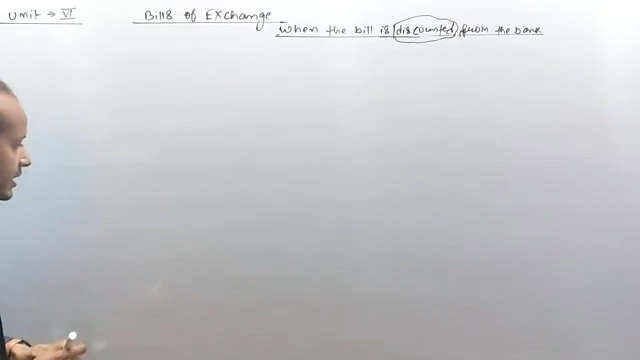 Unit → VI
Bills of Exchange
when the bill is discounted from the bank